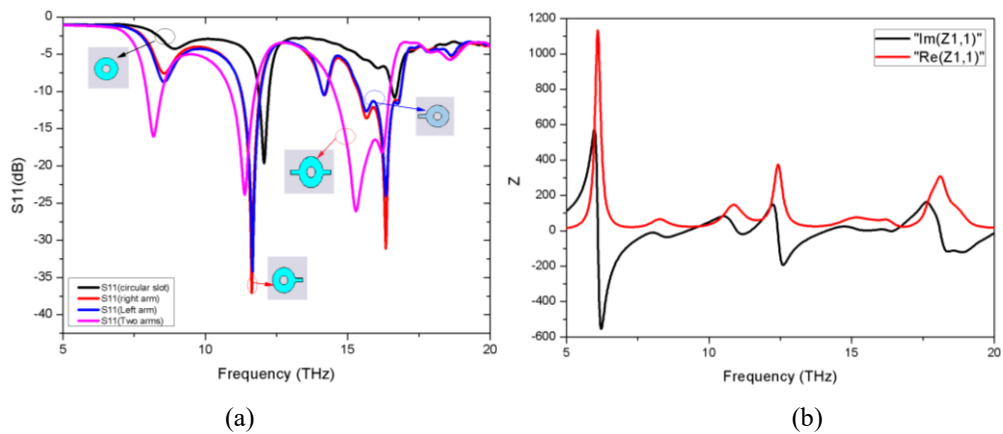 0
-5
-10
-15
-20
-25
-30
-35
-40
S11(dB)
S11(circular slot)
S11(right arm)
S11(Left arm)
S11(Two arms)
5 10 15 20
Frequency (THz)
(a)
1200
1000
800
600
400
200
0
-200
-400
-600
Z
"Im(Z1,1)"
"Re(Z1,1)"
5 10 15 20
Frequency (THz)
(b)